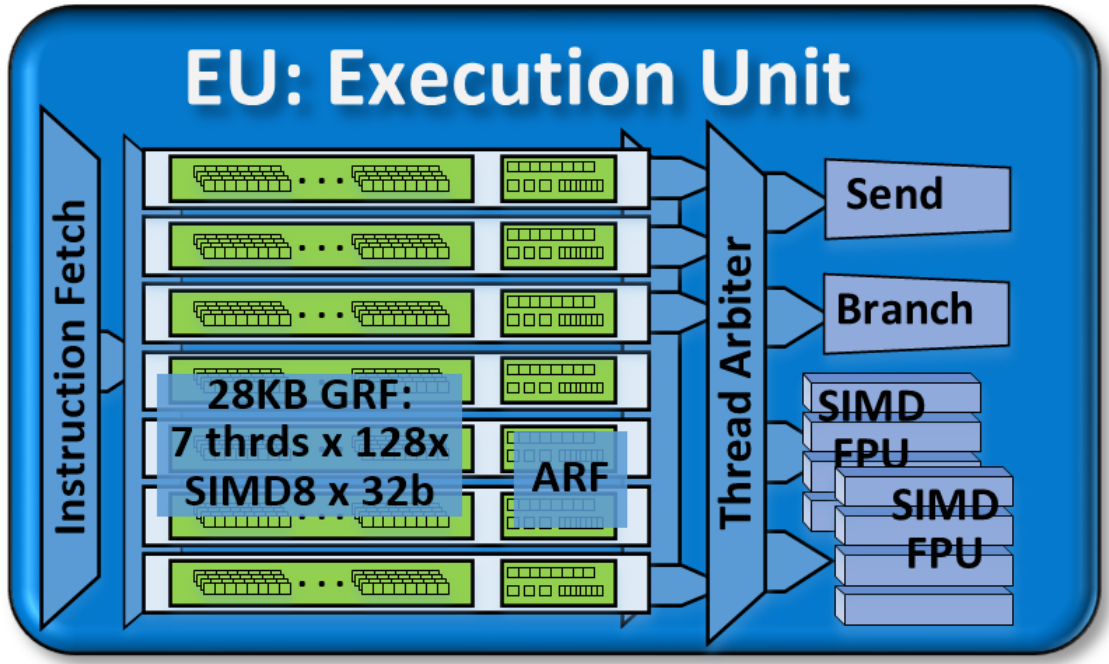 EU: Execution Unit
Instruction Fetch
28KB GRF:
7 thrds x 128x
SIMD8 x 32b
ARF
Thread Arbiter
Send
Branch
SIMD
FPU
SIMD
FPU